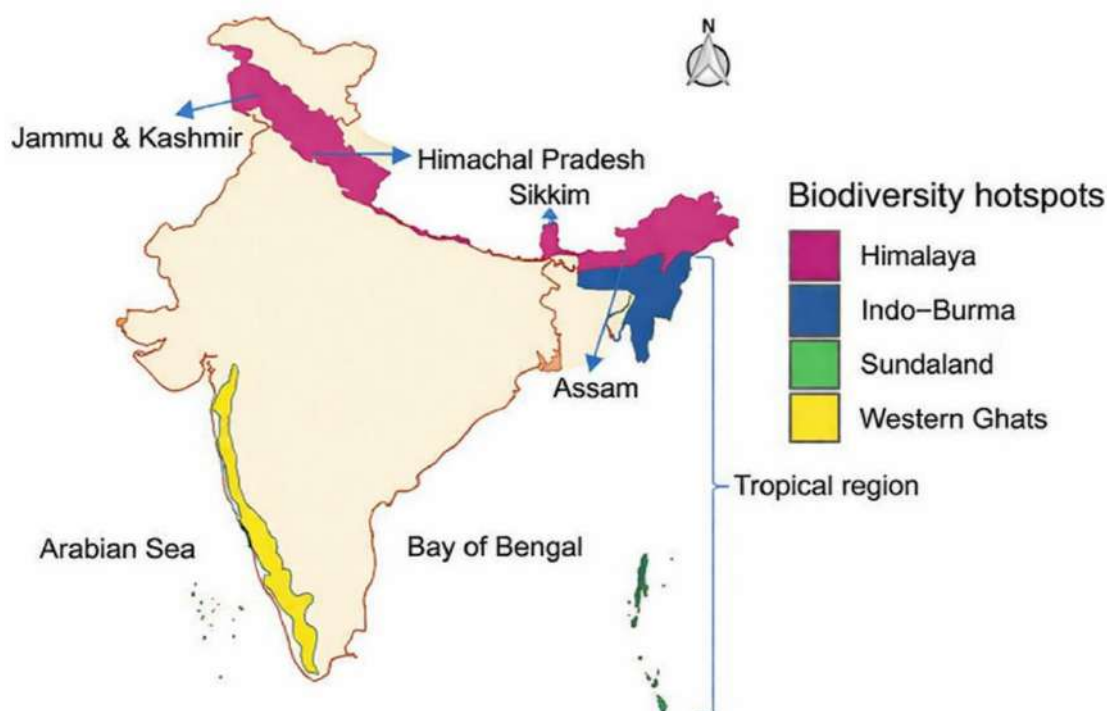 N
Jammu & Kashmir
Himachal Pradesh
Sikkim
Biodiversity hotspots
Himalaya
Indo-Burma
Sundaland
Western Ghats
Assam
Tropical region
Arabian Sea
Bay of Bengal